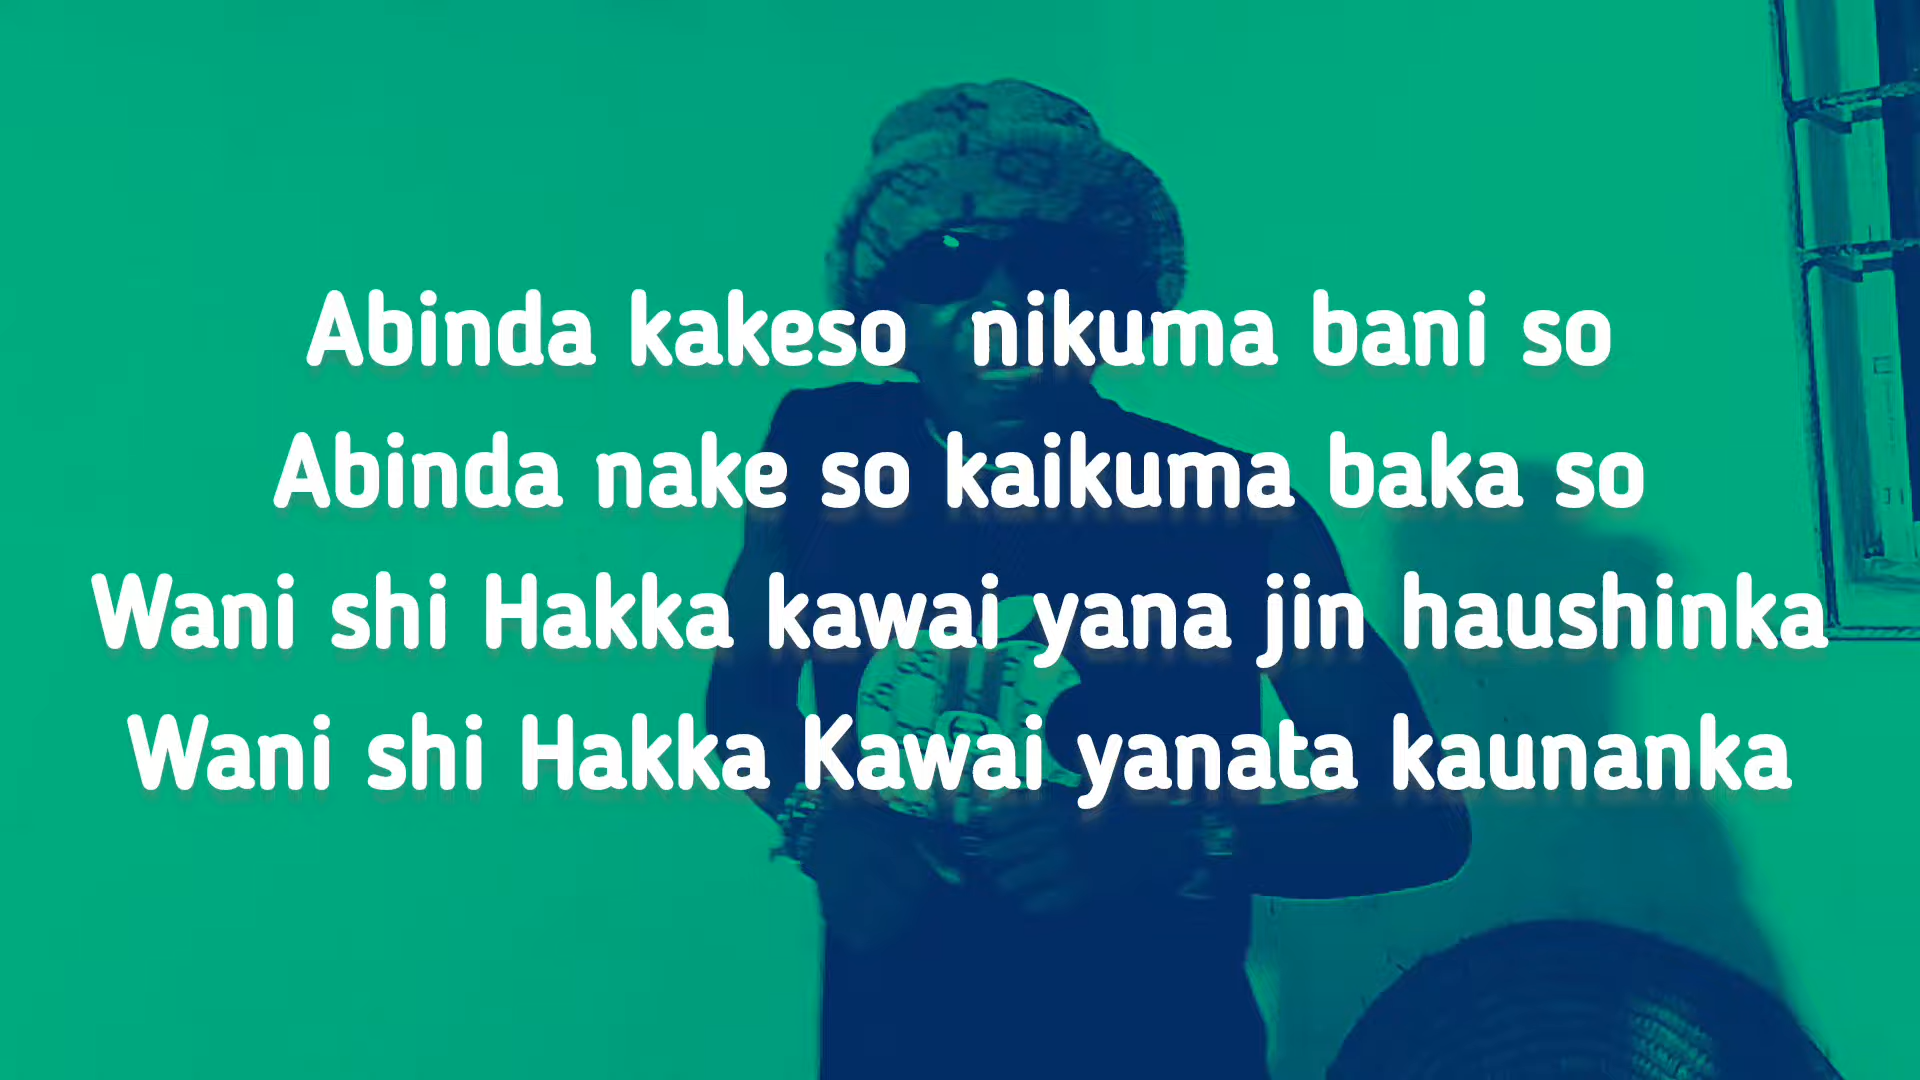 Abinda kakeso nikuma bani so
Abinda nake so kaikuma baka so
Wani shi Hakka kawai yana jin haushinka
Wani shi Hakka Kawai yanata kaunanka